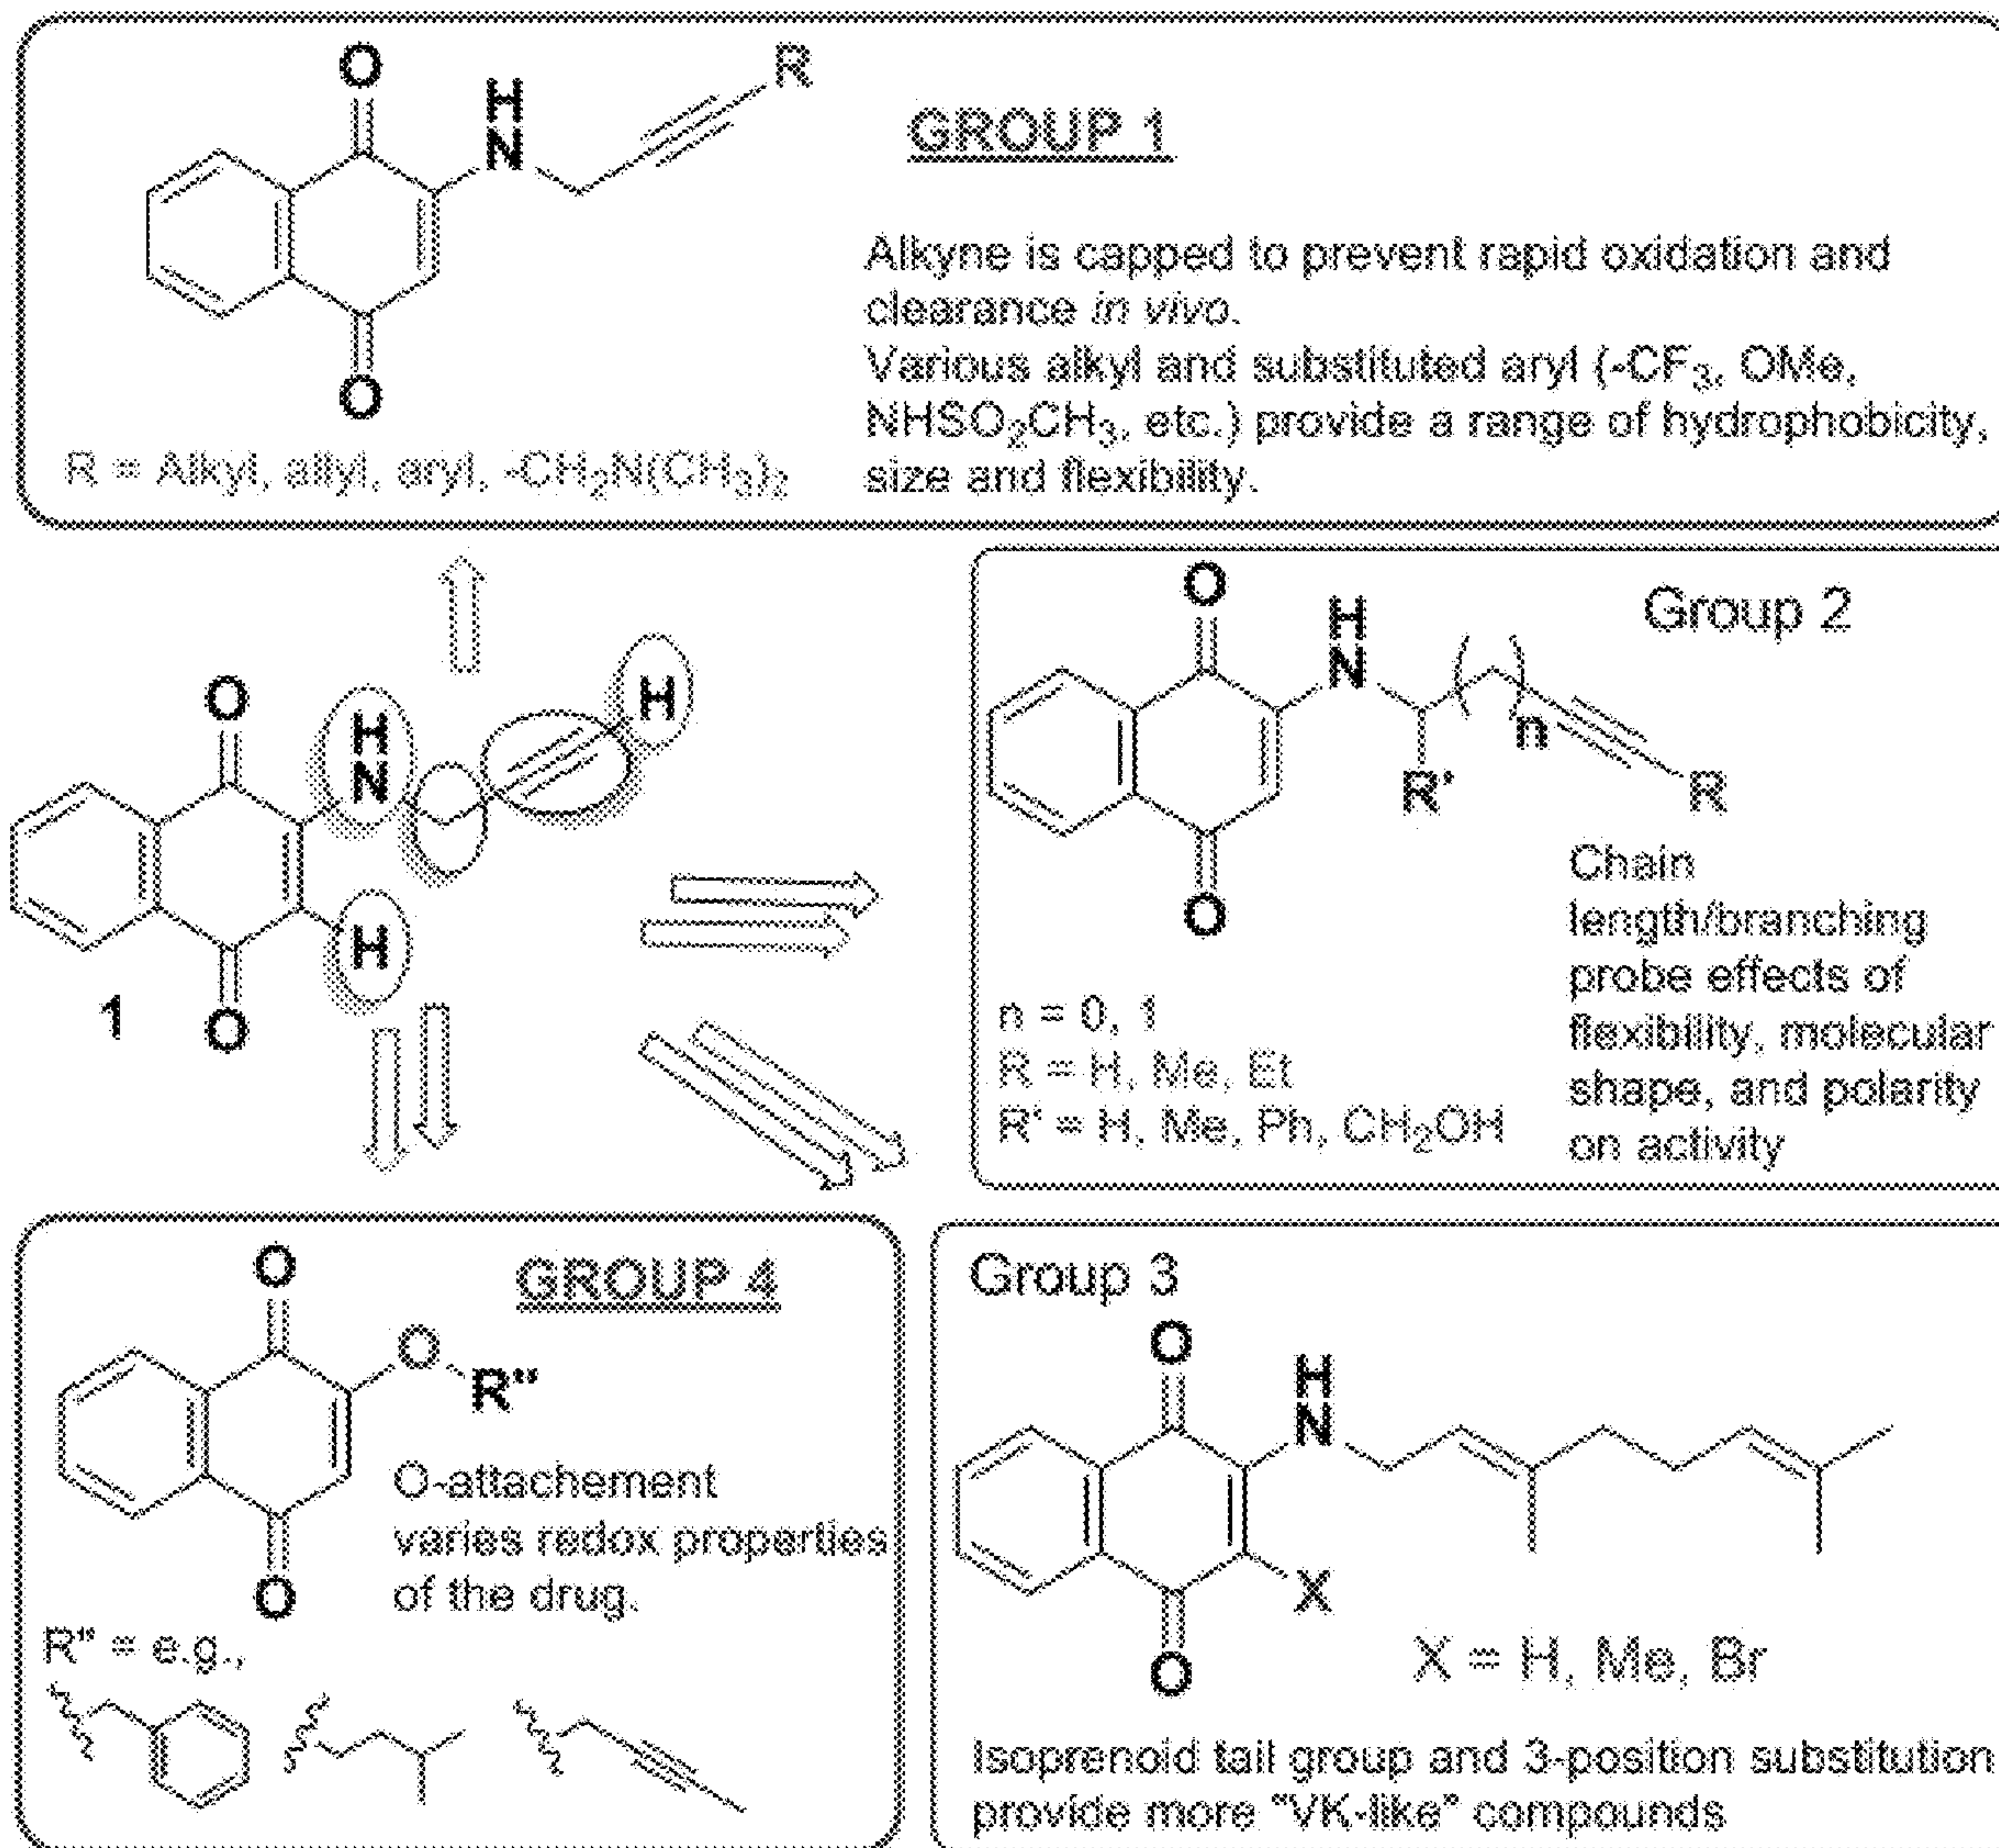 O
H
N
R
GROUP 1
O
R = Alkyl, allyl, aryl, -CH₂N(CH₃)₂
Alkyne is capped to prevent rapid oxidation and
clearance in vivo.
Various alkyl and substituted aryl (-CF₃, OMe,
NHSO₂CH₃, etc.) provide a range of hydrophobicity,
size and flexibility.
O
H
N
H
H
1
O
Group 2
O
H
N
n
R'
R
O
n = 0, 1
R = H, Me, Et
R' = H, Me, Ph, CH₂OH
Chain
length/branching
probe effects of
flexibility, molecular
shape, and polarity
on activity
GROUP 4
O
O
R"
O
O-attachement
varies redox properties
of the drug.
R" = e.g.,
Group 3
O
H
N
X
O
X = H, Me, Br
Isoprenoid tail group and 3-position substitution
provide more "VK-like" compounds